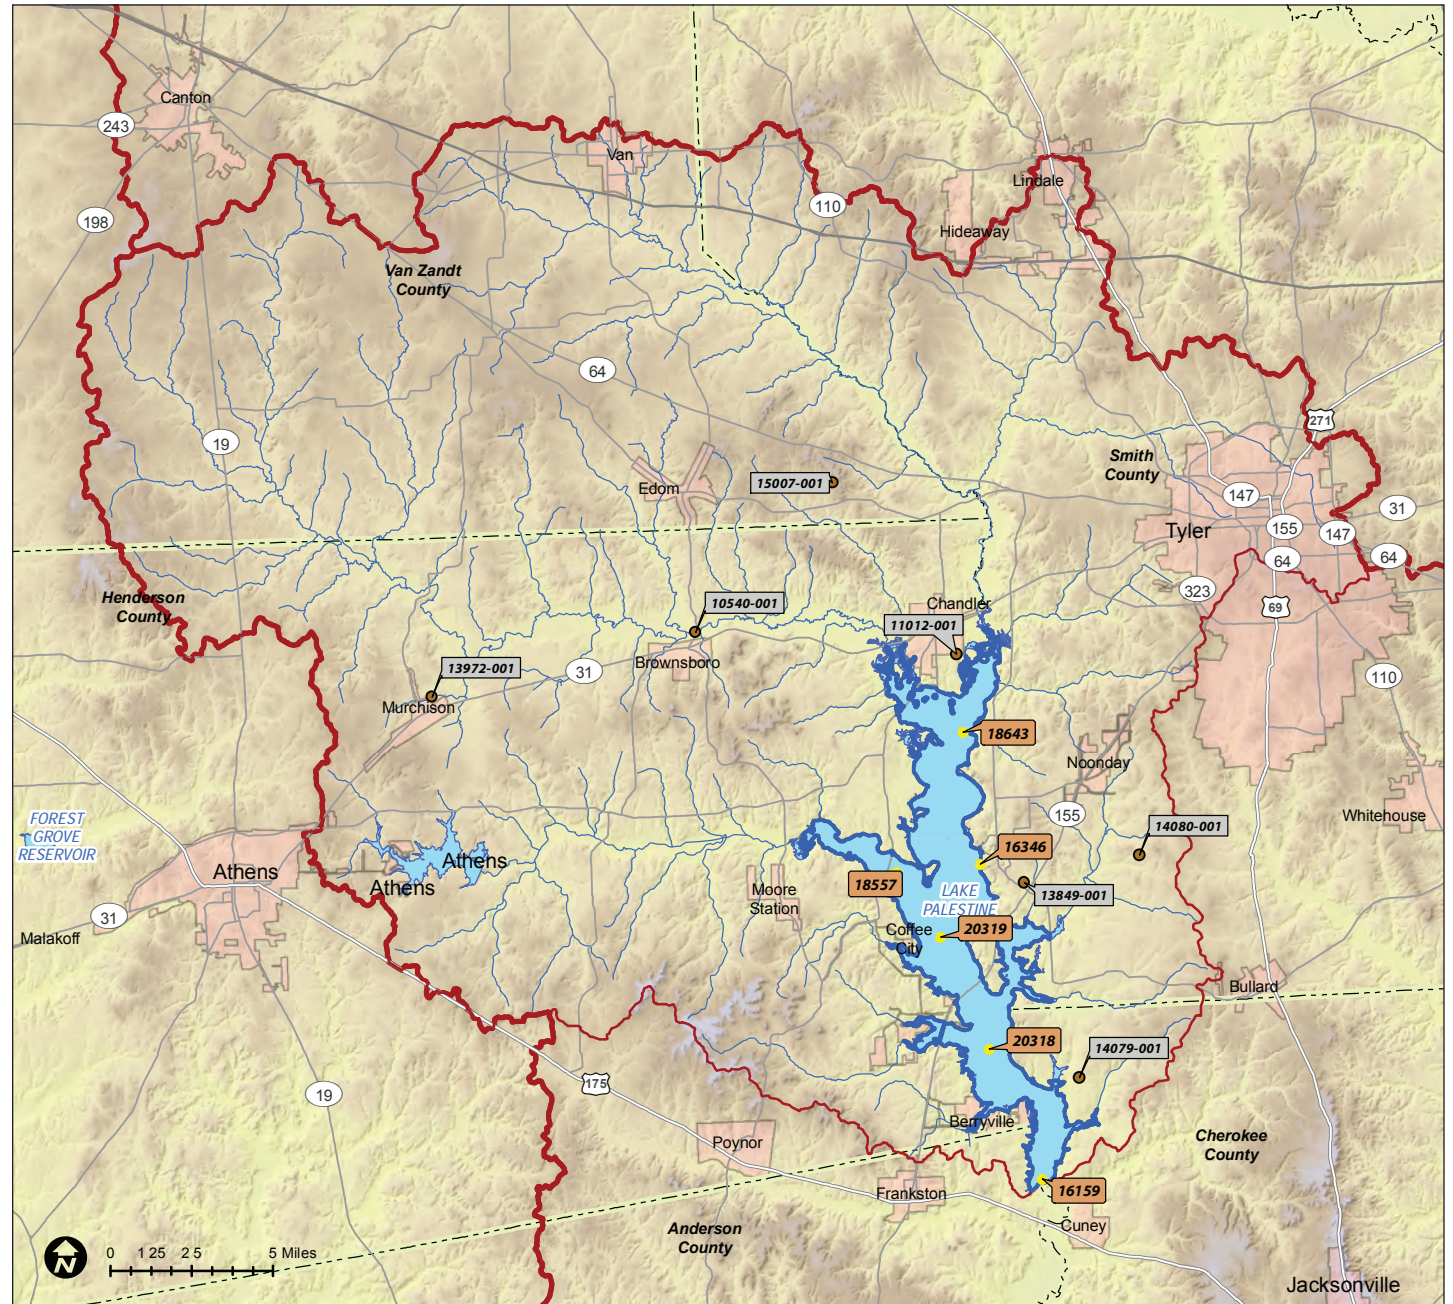 Canton
243
Van
Lindale
198
110
Hideaway
Van Zandt
County
64
271
19
Smith
County
Edom
15007-001
147
31
Tyler
155
147
64
64
Henderson
County
10540-001
Chandler
323
69
11012-001
13972-001
31
Brownsboro
110
Murchison
18643
Noonday
FOREST
GROVE
RESERVOIR
155
Whitehouse
14080-001
16346
Athens
Athens
Athens
18557
Moore
Station
LAKE
PALESTINE
13849-001
31
Malakoff
20319
Coffee
City
Bullard
20318
14079-001
175
19
Berryville
Poynor
Cherokee
County
Frankston
16159
Cuney
Anderson
County
N
0 1 25 2 5 5 Miles
Jacksonville